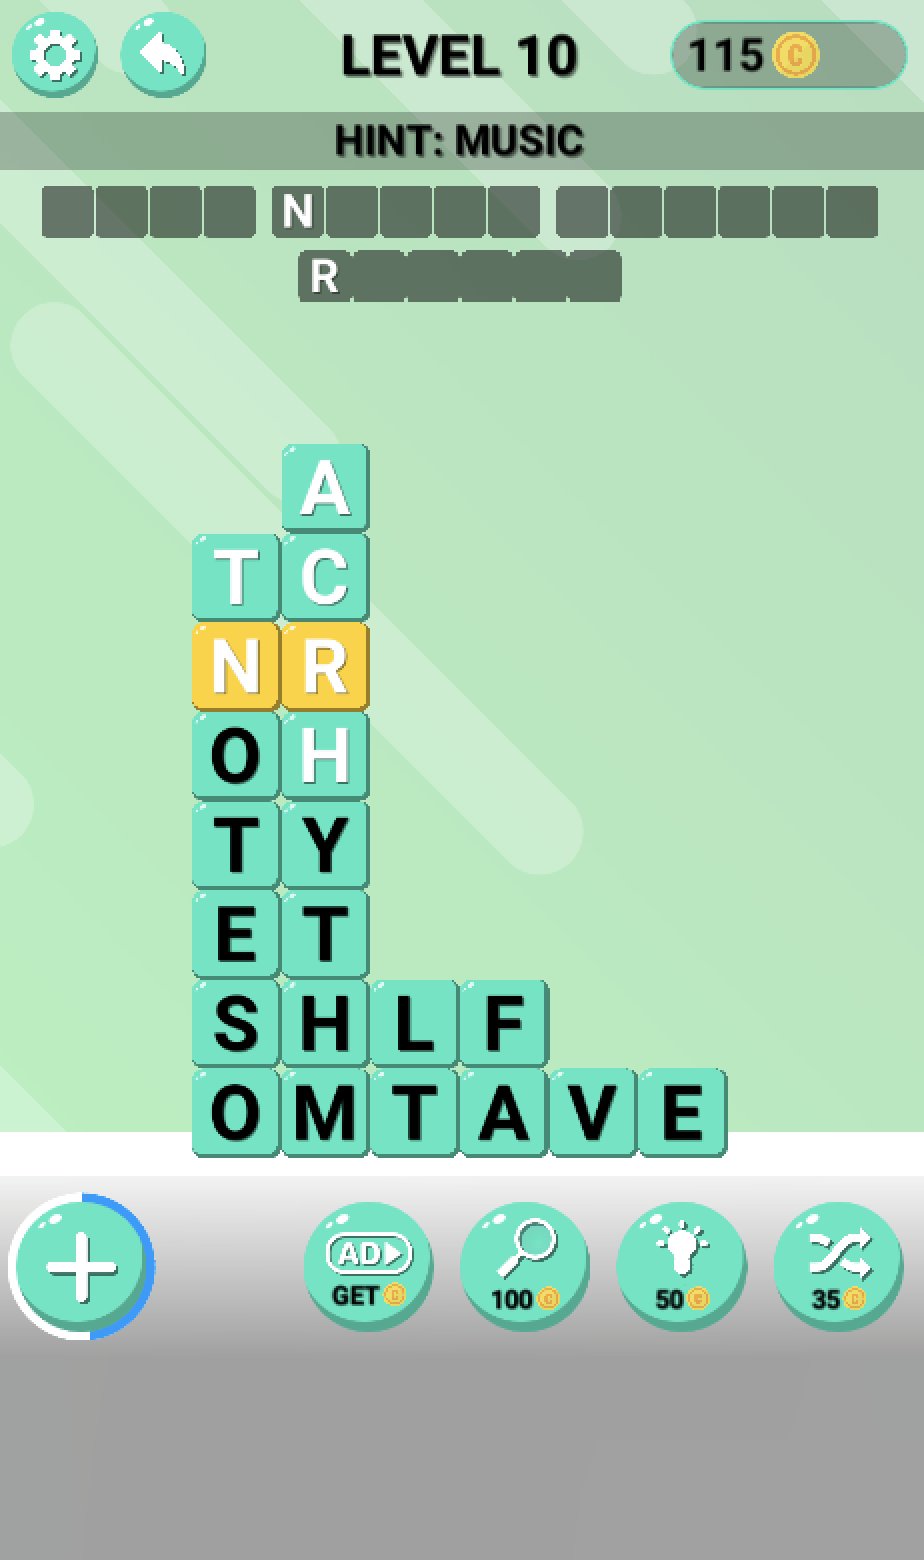 LEVEL 10
115 C
HINT: MUSIC
N
R
A
T C
N R
O H
T Y
E T
S H L F
O M T A V E
AD
GET C
100 C
50 C
35 C